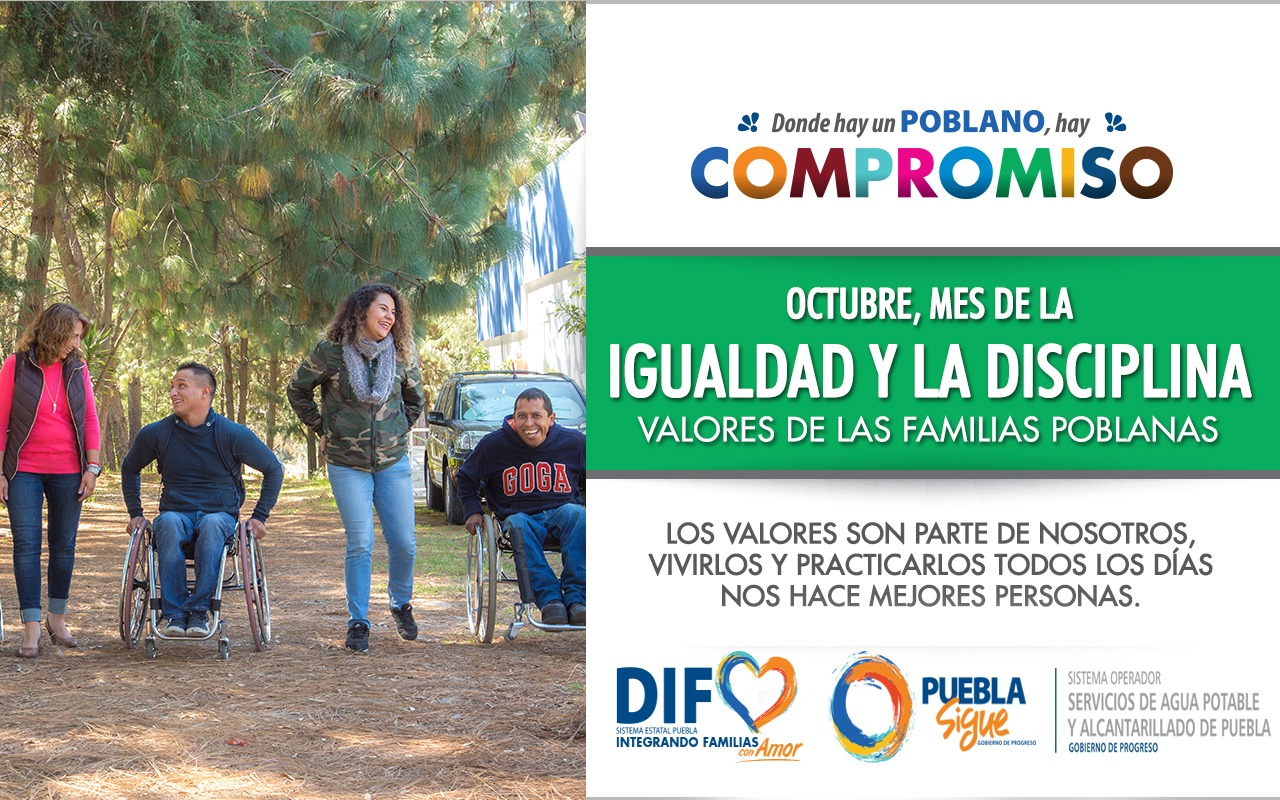 Donde hay un POBLANO, hay
COMPROMISO
OCTUBRE, MES DE LA
IGUALDAD Y LA DISCIPLINA
VALORES DE LAS FAMILIAS POBLANAS
LOS VALORES SON PARTE DE NOSOTROS,
VIVIRLOS Y PRACTICARLOS TODOS LOS DÍAS
NOS HACE MEJORES PERSONAS.
GOGA
DIF
SISTEMA ESTATAL PUEBLA
INTEGRANDO FAMILIAS
con Amor
PUEBLA
Sigue
GOBIERNO DE PROGRESO
SISTEMA OPERADOR
SERVICIOS DE AGUA POTABLE
Y ALCANTARILLADO DE PUEBLA
GOBIERNO DE PROGRESO